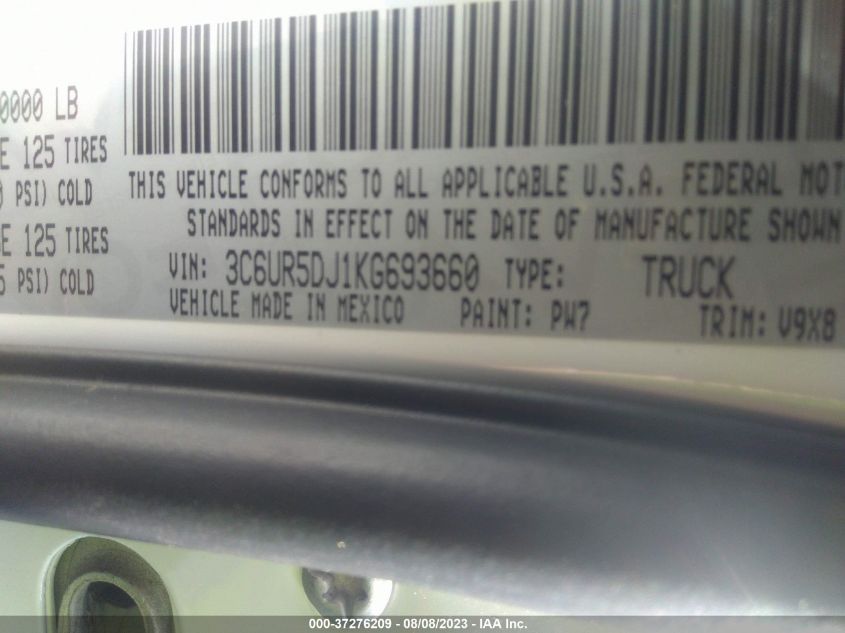 0000 LB
E 125 TIRES
) PSI) COLD
GE 125 TIRES
5 PSI) COLD
THIS VEHICLE CONFORMS TO ALL APPLICABLE U.S.A. FEDERAL MOT
STANDARDS IN EFFECT ON THE DATE OF MANUFACTURE SHOWN
VIN: 3C6UR5DJ1KG693660 TYPE: TRUCK
VEHICLE MADE IN MEXICO PAINT: PW7 TRIM: V9X8
000-37276209 - 08/08/2023 - IAA Inc.